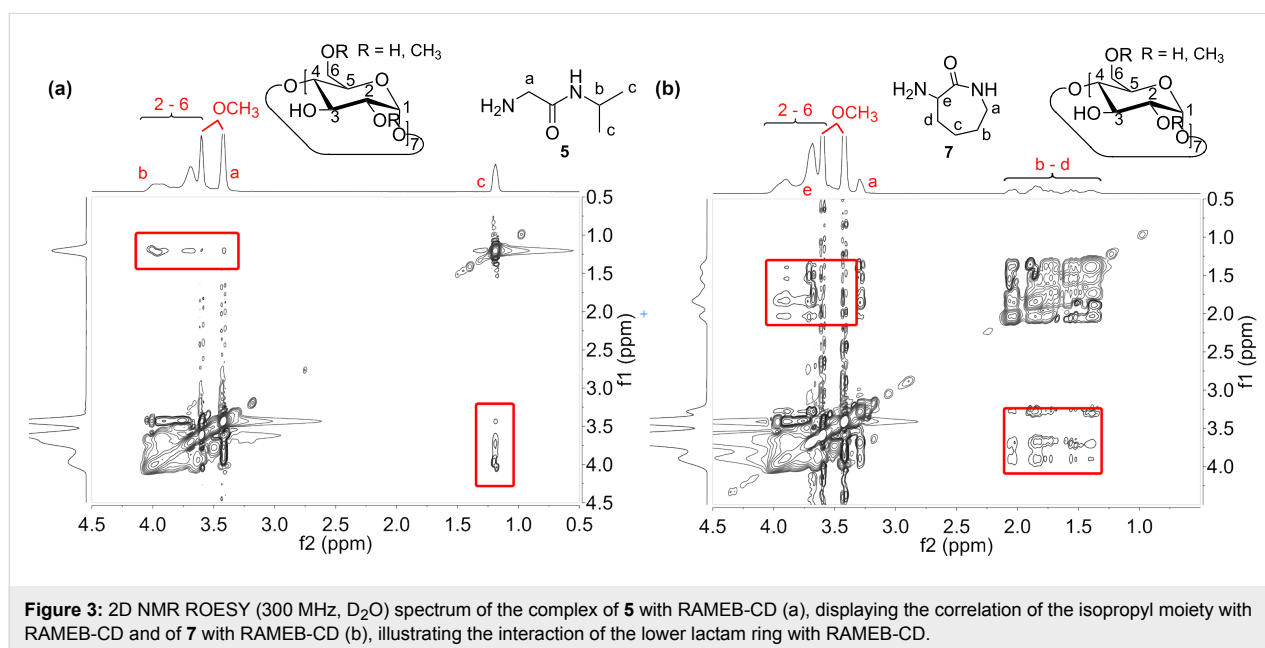 (a)
OR R = H, CH₃
6
4
5
O
O
2
HO
3
1
OR
O
7
a
H
N
b
c
H₂N
O
c
5
2 - 6
OCH₃
b
a
c
0.5
1.0
1.5
2.0
2.5
3.0
3.5
4.0
4.5
f1 (ppm)
4.5 4.0 3.5 3.0 2.5 2.0 1.5 1.0 0.5
f2 (ppm)
(b)
O
H₂N
NH
e
a
d
c
b
7
OR R = H, CH₃
6
4
5
O
O
2
HO
3
1
OR
O
7
2 - 6
OCH₃
e
a
b - d
0.5
1.0
1.5
2.0
2.5
3.0
3.5
4.0
f1 (ppm)
4.5 4.0 3.5 3.0 2.5 2.0 1.5 1.0
f2 (ppm)
Figure 3: 2D NMR ROESY (300 MHz, D₂O) spectrum of the complex of 5 with RAMEB-CD (a), displaying the correlation of the isopropyl moiety with
RAMEB-CD and of 7 with RAMEB-CD (b), illustrating the interaction of the lower lactam ring with RAMEB-CD.